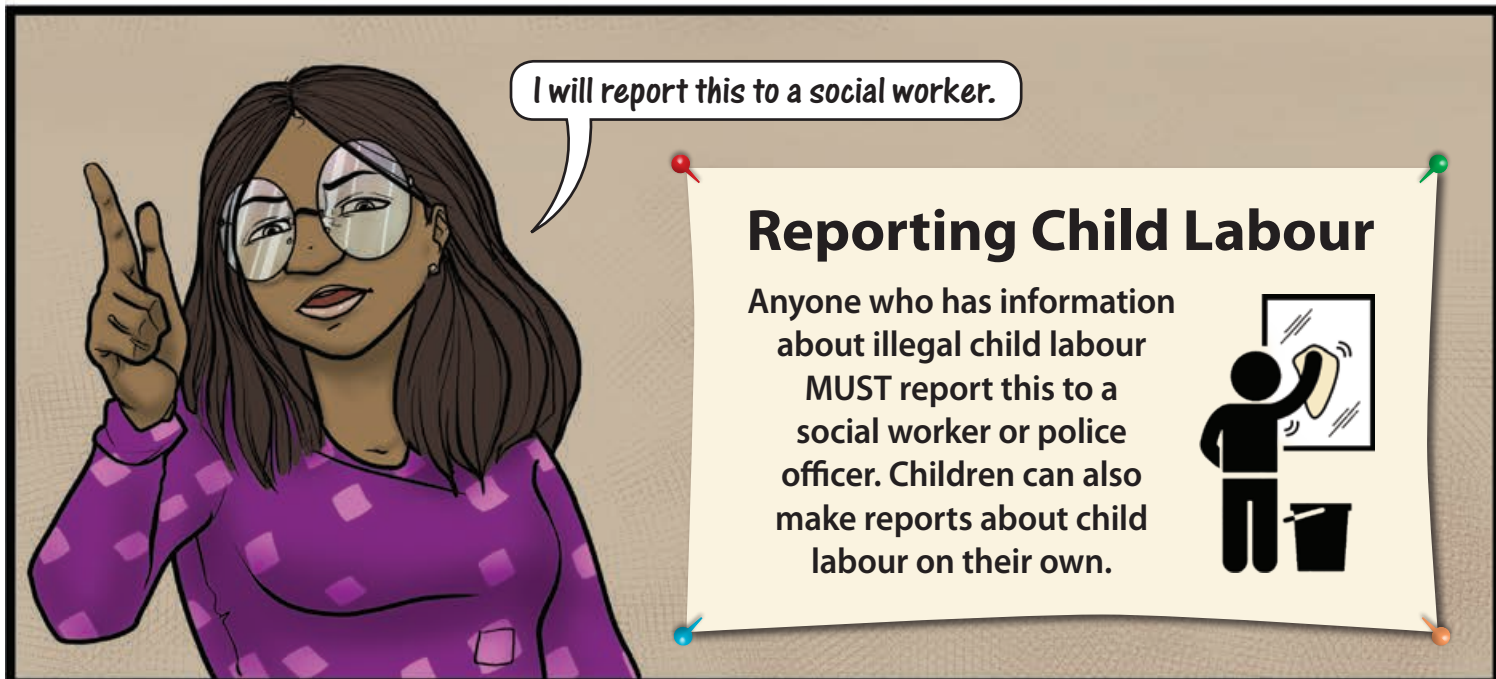 I will report this to a social worker.
Reporting Child Labour
Anyone who has information
about illegal child labour
MUST report this to a
social worker or police
officer. Children can also
make reports about child
labour on their own.